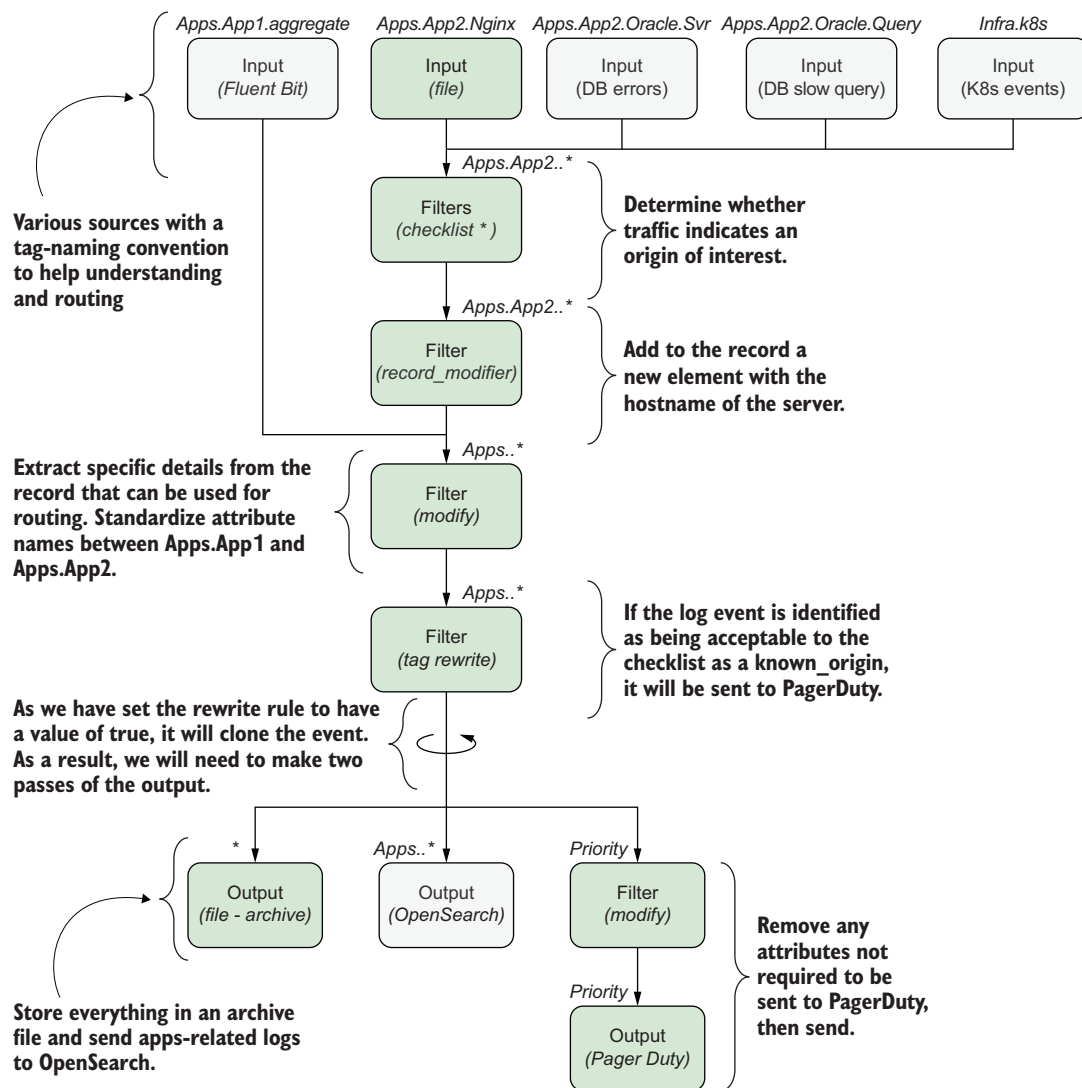 Apps.App1.aggregate
Apps.App2.Nginx
Apps.App2.Oracle.Svr
Apps.App2.Oracle.Query
Infra.k8s
Input
(Fluent Bit)
Input
(file)
Input
(DB errors)
Input
(DB slow query)
Input
(K8s events)
Various sources with a
tag-naming convention
to help understanding
and routing
Apps.App2..*
Filters
(checklist * )
Determine whether
traffic indicates an
origin of interest.
Apps.App2..*
Filter
(record_modifier)
Add to the record a
new element with the
hostname of the server.
Apps..*
Extract specific details from the
record that can be used for
routing. Standardize attribute
names between Apps.App1 and
Apps.App2.
Filter
(modify)
Apps..*
Filter
(tag rewrite)
If the log event is identified
as being acceptable to the
checklist as a known_origin,
it will be sent to PagerDuty.
As we have set the rewrite rule to have
a value of true, it will clone the event.
As a result, we will need to make two
passes of the output.
*
Apps..*
Priority
Output
(file - archive)
Output
(OpenSearch)
Filter
(modify)
Remove any
attributes not
required to be
sent to PagerDuty,
then send.
Priority
Output
(Pager Duty)
Store everything in an archive
file and send apps-related logs
to OpenSearch.